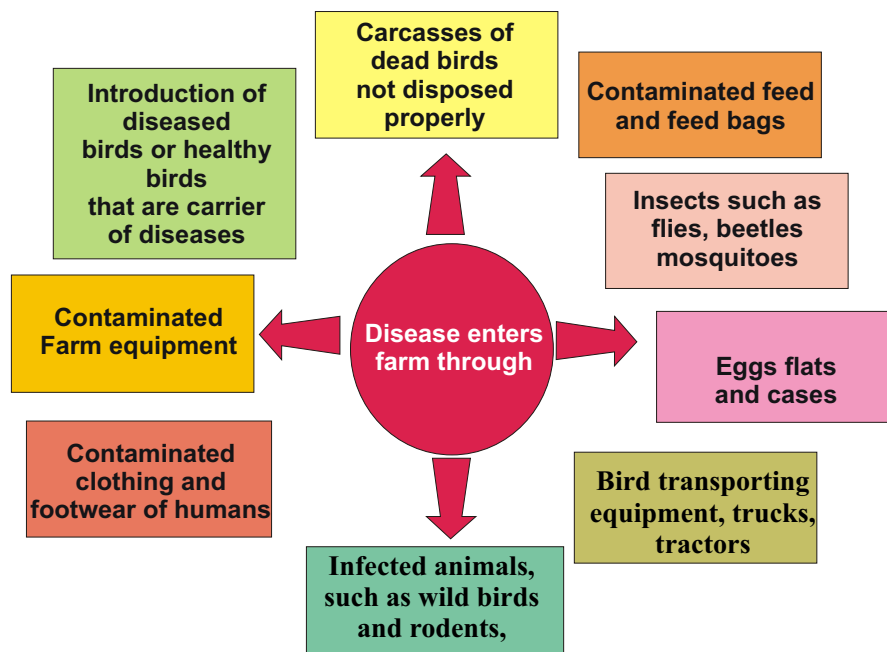 Carcasses of
dead birds
not disposed
properly
Introduction of
diseased
birds or healthy
birds
that are carrier
of diseases
Contaminated feed
and feed bags
Insects such as
flies, beetles
mosquitoes
Contaminated
Farm equipment
Disease enters
farm through
Eggs flats
and cases
Contaminated
clothing and
footwear of humans
Bird transporting
equipment, trucks,
tractors
Infected animals,
such as wild birds
and rodents,